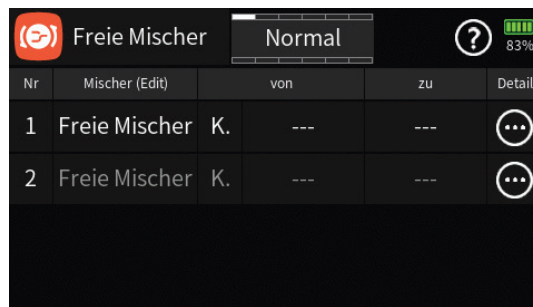 Freie Mischer Normal ? 83%
Nr Mischer (Edit) von zu Detail
1 Freie Mischer K. --- ---
2 Freie Mischer K. --- ---